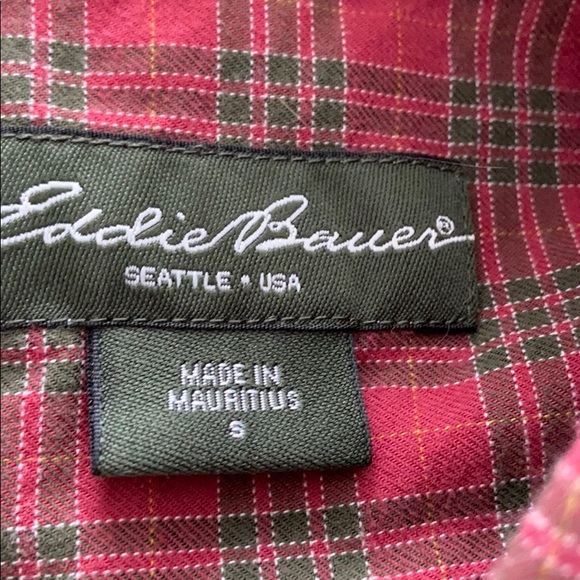 Eddie Bauer®
SEATTLE • USA
MADE IN
MAURITIUS
S